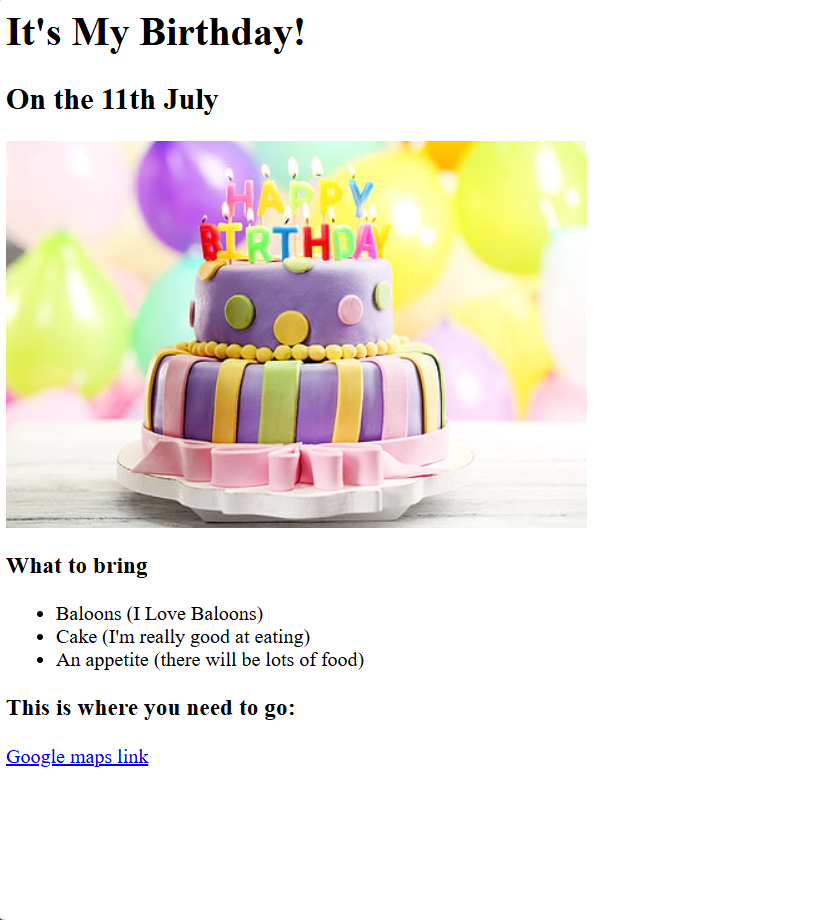 It's My Birthday!
On the 11th July
HAPPY
BIRTHDAY
What to bring
Baloons (I Love Baloons)
Cake (I'm really good at eating)
An appetite (there will be lots of food)
This is where you need to go:
Google maps link